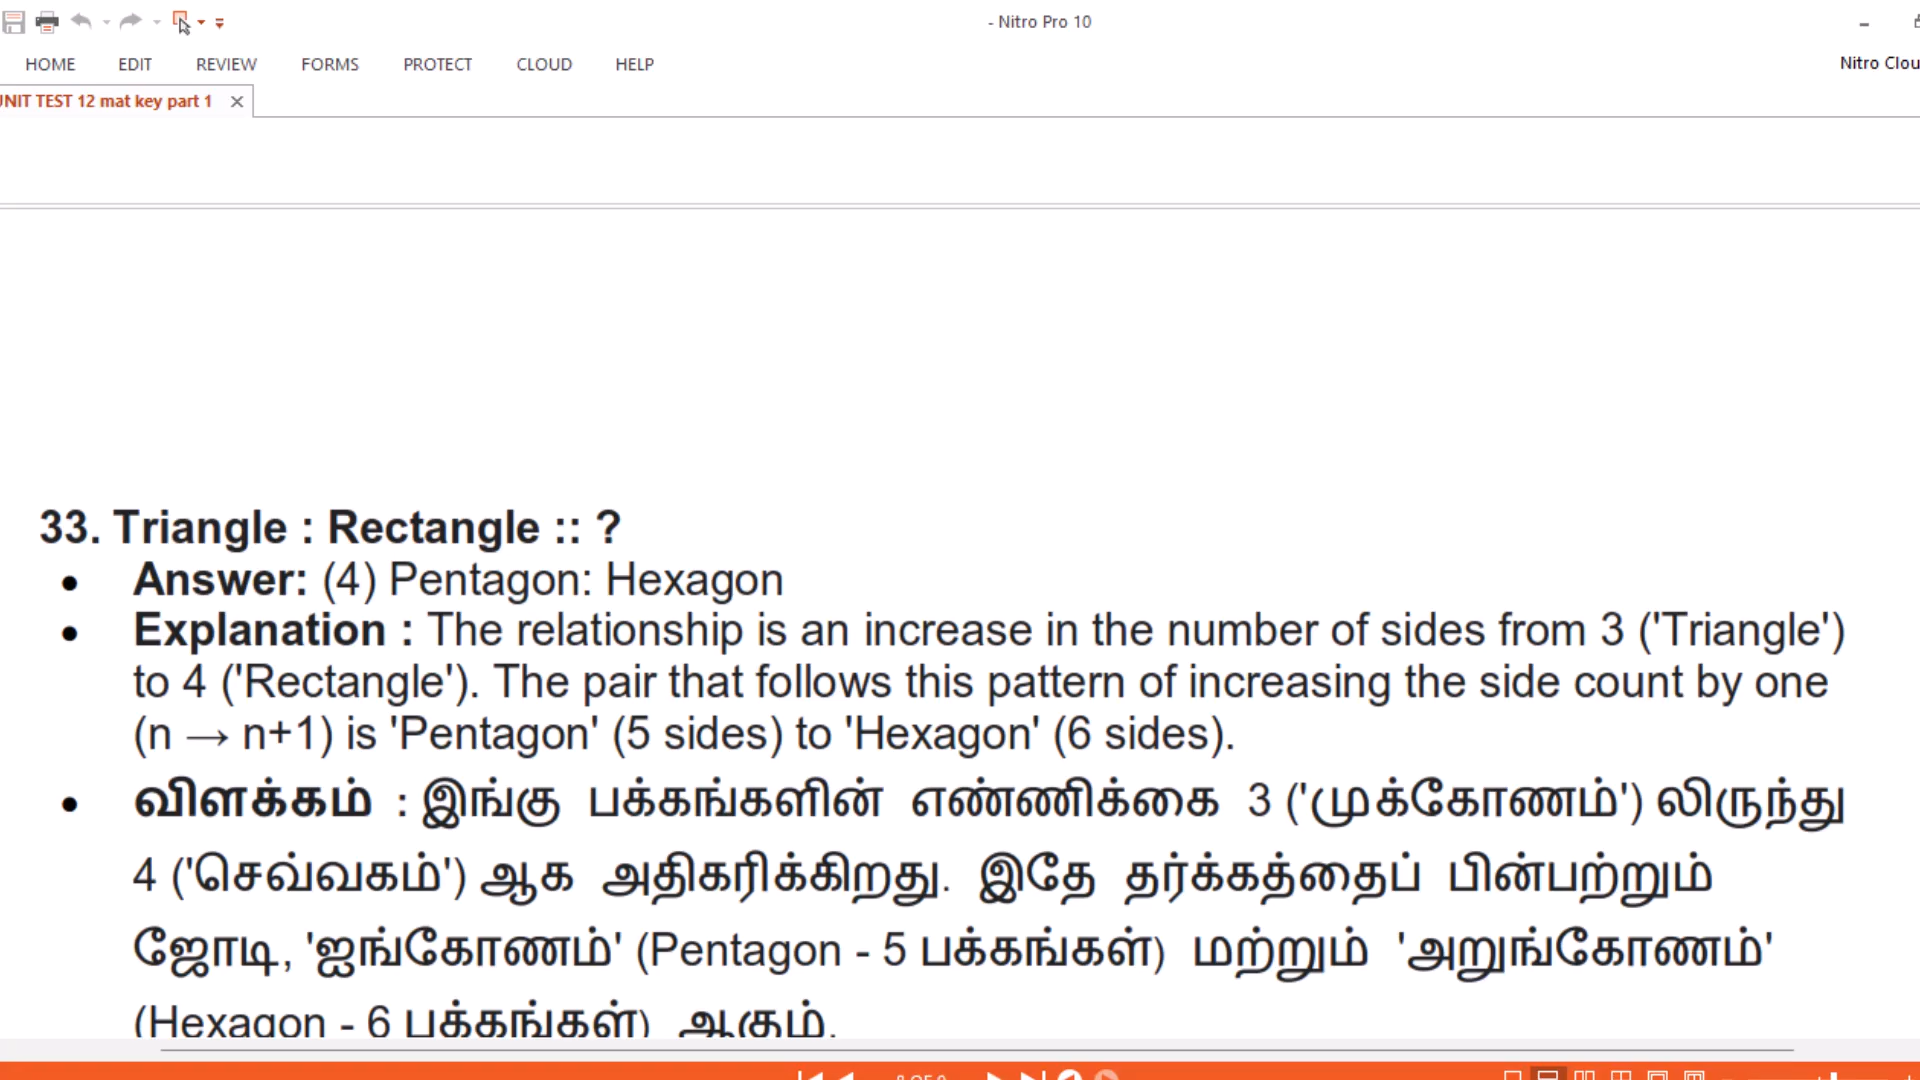 - Nitro Pro 10
HOME EDIT REVIEW FORMS PROTECT CLOUD HELP
Nitro Clou
UNIT TEST 12 mat key part 1
33. Triangle : Rectangle :: ?
• Answer: (4) Pentagon: Hexagon
• Explanation : The relationship is an increase in the number of sides from 3 ('Triangle')
to 4 ('Rectangle'). The pair that follows this pattern of increasing the side count by one
(n → n+1) is 'Pentagon' (5 sides) to 'Hexagon' (6 sides).
• விளக்கம் : இங்கு பக்கங்களின் எண்ணிக்கை 3 ('முக்கோணம்') லிருந்து
4 ('செவ்வகம்') ஆக அதிகரிக்கிறது. இதே தர்க்கத்தைப் பின்பற்றும்
ஜோடி, 'ஐங்கோணம்' (Pentagon - 5 பக்கங்கள்) மற்றும் 'அறுங்கோணம்'
(Hexagon - 6 பக்கங்கள்) ஆகும்.